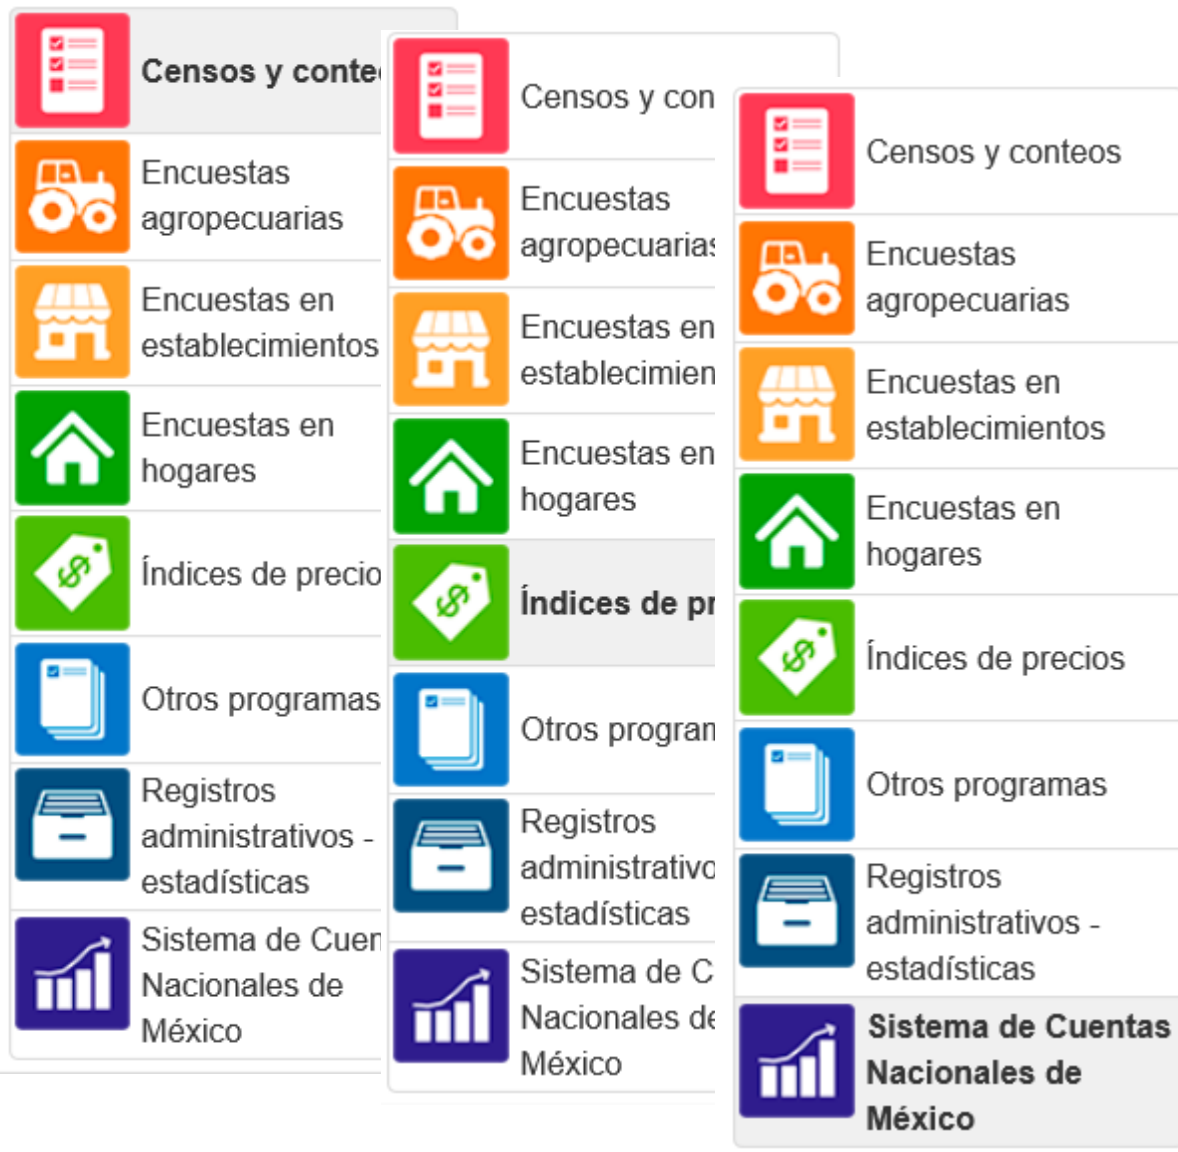 Censos y conteo
Encuestas
agropecuarias
Encuestas en
establecimientos
Encuestas en
hogares
Índices de precio
Otros programas
Registros
administrativos -
estadísticas
Sistema de Cuen
Nacionales de
México
Censos y con
Encuestas
agropecuarias
Encuestas en
establecimien
Encuestas en
hogares
Índices de pr
Otros program
Registros
administrativo
estadísticas
Sistema de C
Nacionales de
México
Censos y conteos
Encuestas
agropecuarias
Encuestas en
establecimientos
Encuestas en
hogares
Índices de precios
Otros programas
Registros
administrativos -
estadísticas
Sistema de Cuentas
Nacionales de
México